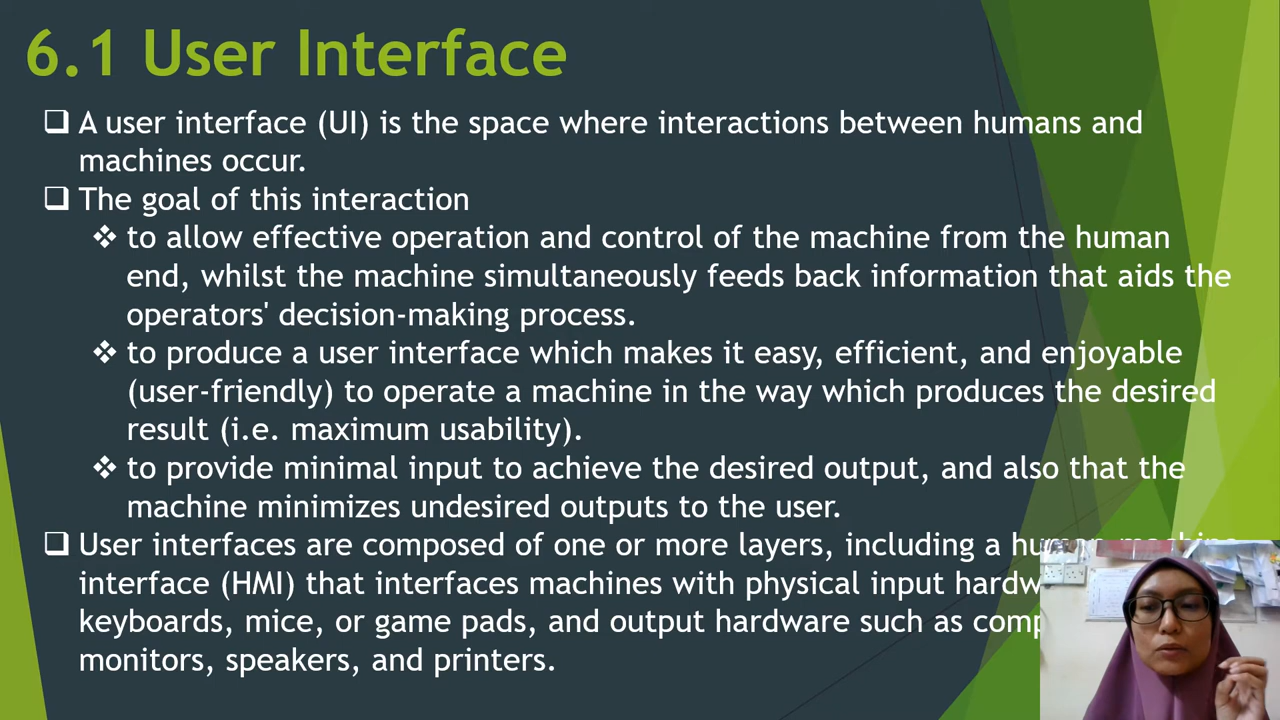 6.1 User Interface
❑ A user interface (UI) is the space where interactions between humans and
machines occur.
❑ The goal of this interaction
❖ to allow effective operation and control of the machine from the human
end, whilst the machine simultaneously feeds back information that aids the
operators' decision-making process.
❖ to produce a user interface which makes it easy, efficient, and enjoyable
(user-friendly) to operate a machine in the way which produces the desired
result (i.e. maximum usability).
❖ to provide minimal input to achieve the desired output, and also that the
machine minimizes undesired outputs to the user.
❑ User interfaces are composed of one or more layers, including a
interface (HMI) that interfaces machines with physical input
keyboards, mice, or game pads, and output hardware such as
monitors, speakers, and printers.